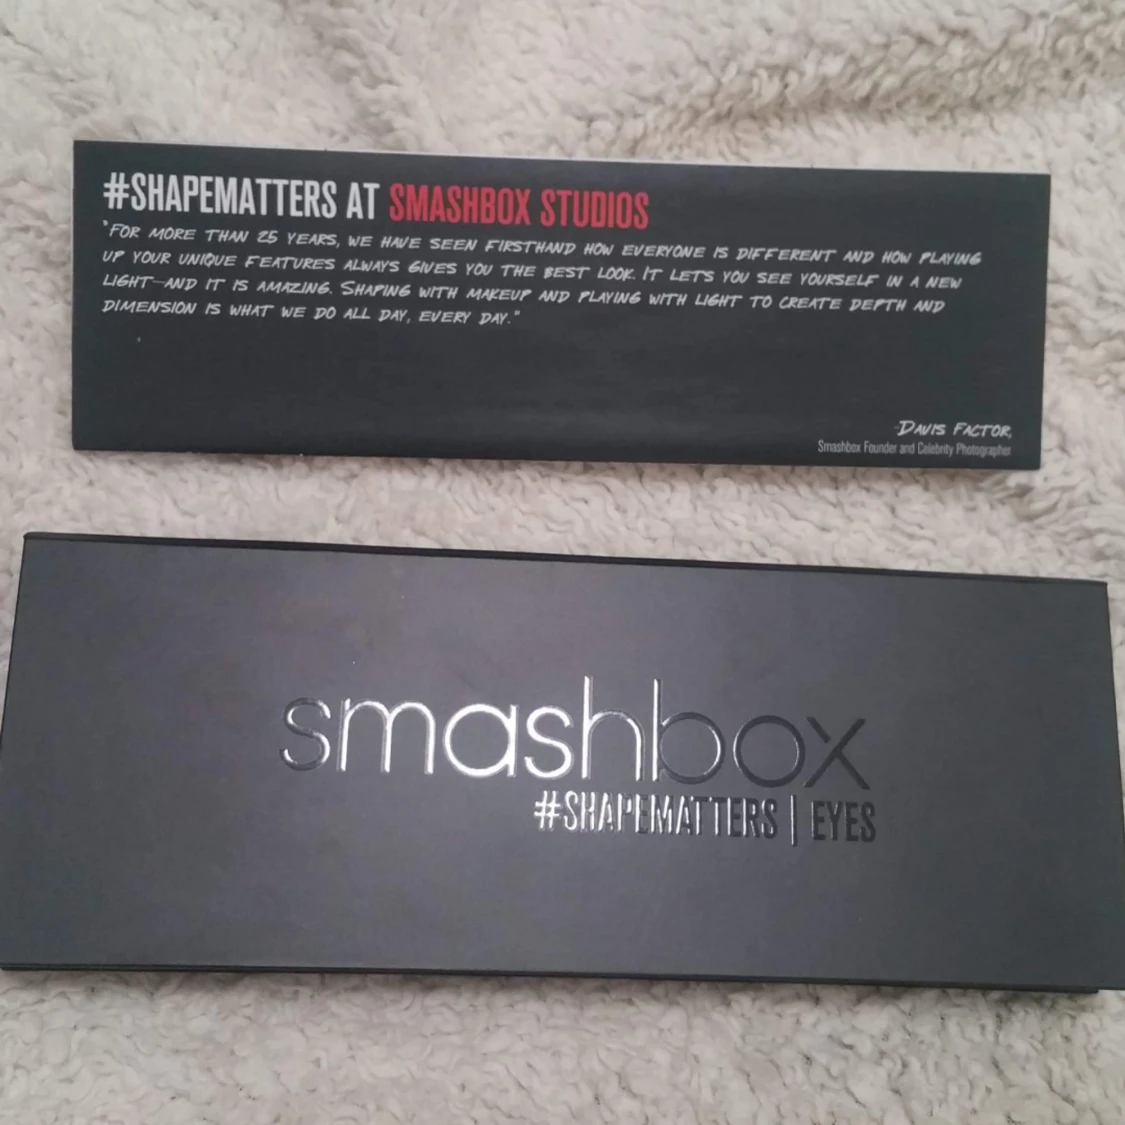 #SHAPEMATTERS AT SMASHBOX STUDIOS
"FOR MORE THAN 25 YEARS, WE HAVE SEEN FIRSTHAND HOW EVERYONE IS DIFFERENT AND HOW PLAYING
UP YOUR UNIQUE FEATURES ALWAYS GIVES YOU THE BEST LOOK. IT LETS YOU SEE YOURSELF IN A NEW
LIGHT—AND IT IS AMAZING. SHAPING WITH MAKEUP AND PLAYING WITH LIGHT TO CREATE DEPTH AND
DIMENSION IS WHAT WE DO ALL DAY, EVERY DAY."
-DAVIS FACTOR,
Smashbox Founder and Celebrity Photographer
smashbox
#SHAPEMATTERS | EYES